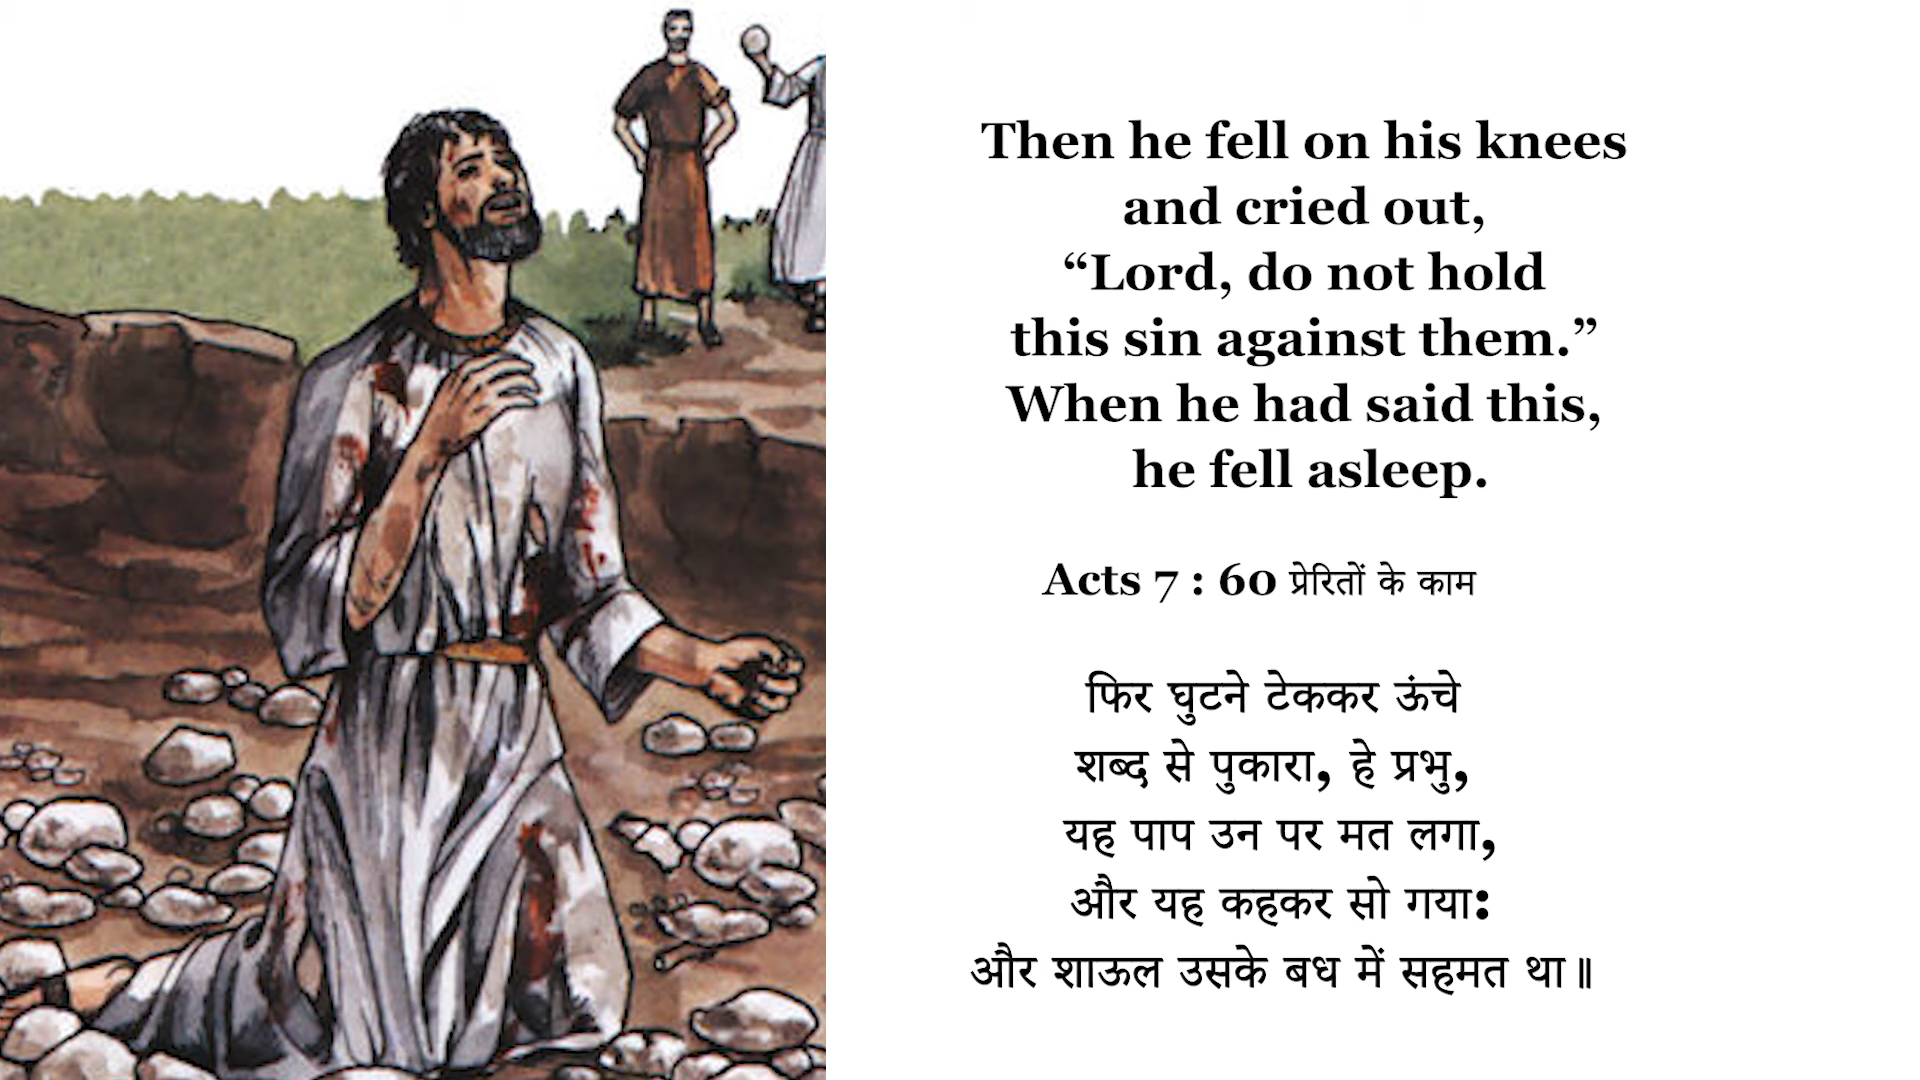 Then he fell on his knees
and cried out,
“Lord, do not hold
this sin against them.”
When he had said this,
he fell asleep.
Acts 7 : 60 प्रेरितों के काम
फिर घुटने टेककर ऊंचे
शब्द से पुकारा, हे प्रभु,
यह पाप उन पर मत लगा,
और यह कहकर सो गया:
और शाऊल उसके बध में सहमत था॥